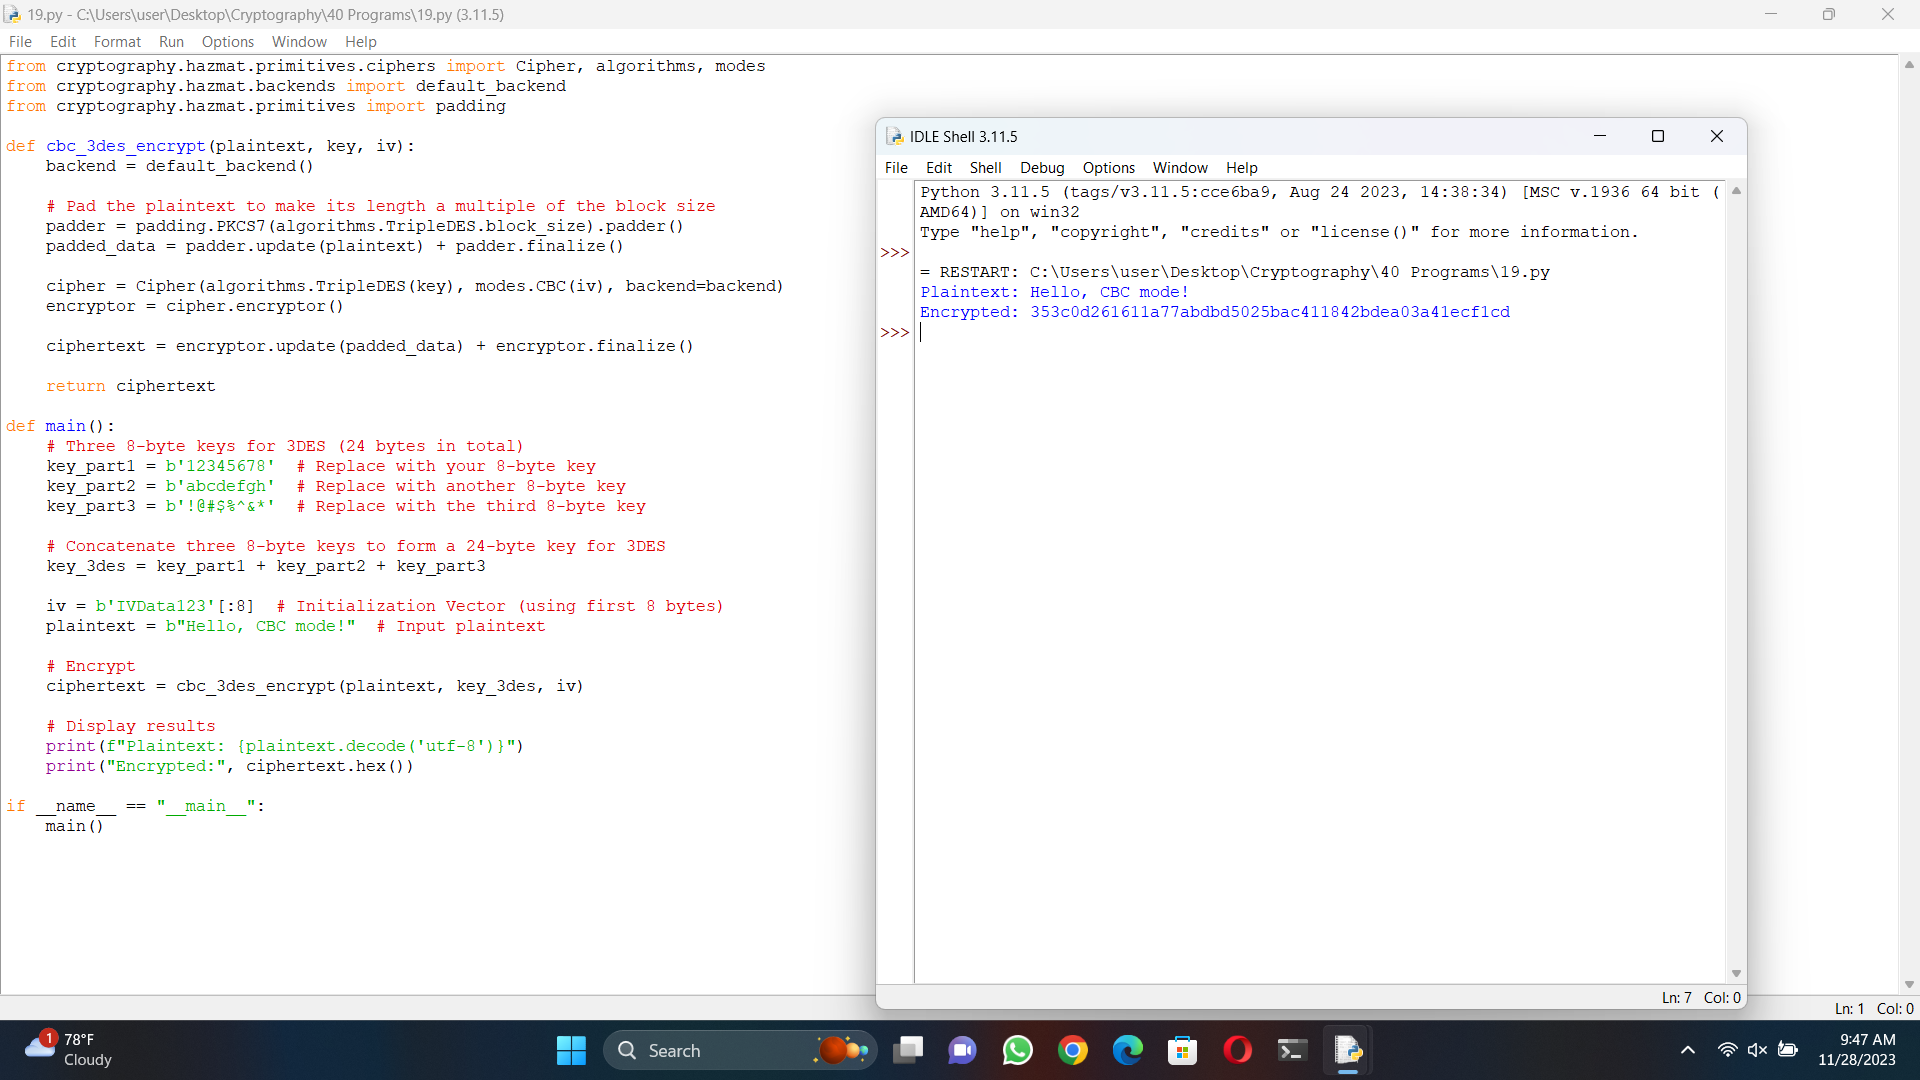 19.py - C:\Users\user\Desktop\Cryptography\40 Programs\19.py (3.11.5)
File Edit Format Run Options Window Help
from cryptography.hazmat.primitives.ciphers import Cipher, algorithms, modes
from cryptography.hazmat.backends import default_backend
from cryptography.hazmat.primitives import padding
def cbc_3des_encrypt(plaintext, key, iv):
    backend = default_backend()
    # Pad the plaintext to make its length a multiple of the block size
    padder = padding.PKCS7(algorithms.TripleDES.block_size).padder()
    padded_data = padder.update(plaintext) + padder.finalize()
    cipher = Cipher(algorithms.TripleDES(key), modes.CBC(iv), backend=backend)
    encryptor = cipher.encryptor()
    ciphertext = encryptor.update(padded_data) + encryptor.finalize()
    return ciphertext
def main():
    # Three 8-byte keys for 3DES (24 bytes in total)
    key_part1 = b'12345678'  # Replace with your 8-byte key
    key_part2 = b'abcdefgh'  # Replace with another 8-byte key
    key_part3 = b'!@#$%^&*'  # Replace with the third 8-byte key
    # Concatenate three 8-byte keys to form a 24-byte key for 3DES
    key_3des = key_part1 + key_part2 + key_part3
    iv = b'IVData123'[:8]  # Initialization Vector (using first 8 bytes)
    plaintext = b"Hello, CBC mode!"  # Input plaintext
    # Encrypt
    ciphertext = cbc_3des_encrypt(plaintext, key_3des, iv)
    # Display results
    print(f"Plaintext: {plaintext.decode('utf-8')}")
    print("Encrypted:", ciphertext.hex())
if __name__ == "__main__":
    main()
Ln: 1 Col: 0
IDLE Shell 3.11.5
File Edit Shell Debug Options Window Help
Python 3.11.5 (tags/v3.11.5:cce6ba9, Aug 24 2023, 14:38:34) [MSC v.1936 64 bit (
AMD64)] on win32
Type "help", "copyright", "credits" or "license()" for more information.
>>>
= RESTART: C:\Users\user\Desktop\Cryptography\40 Programs\19.py
Plaintext: Hello, CBC mode!
Encrypted: 353c0d261611a77abdbd5025bac411842bdea03a41ecf1cd
>>>
Ln: 7 Col: 0
1
78°F
Cloudy
Search
9:47 AM
11/28/2023